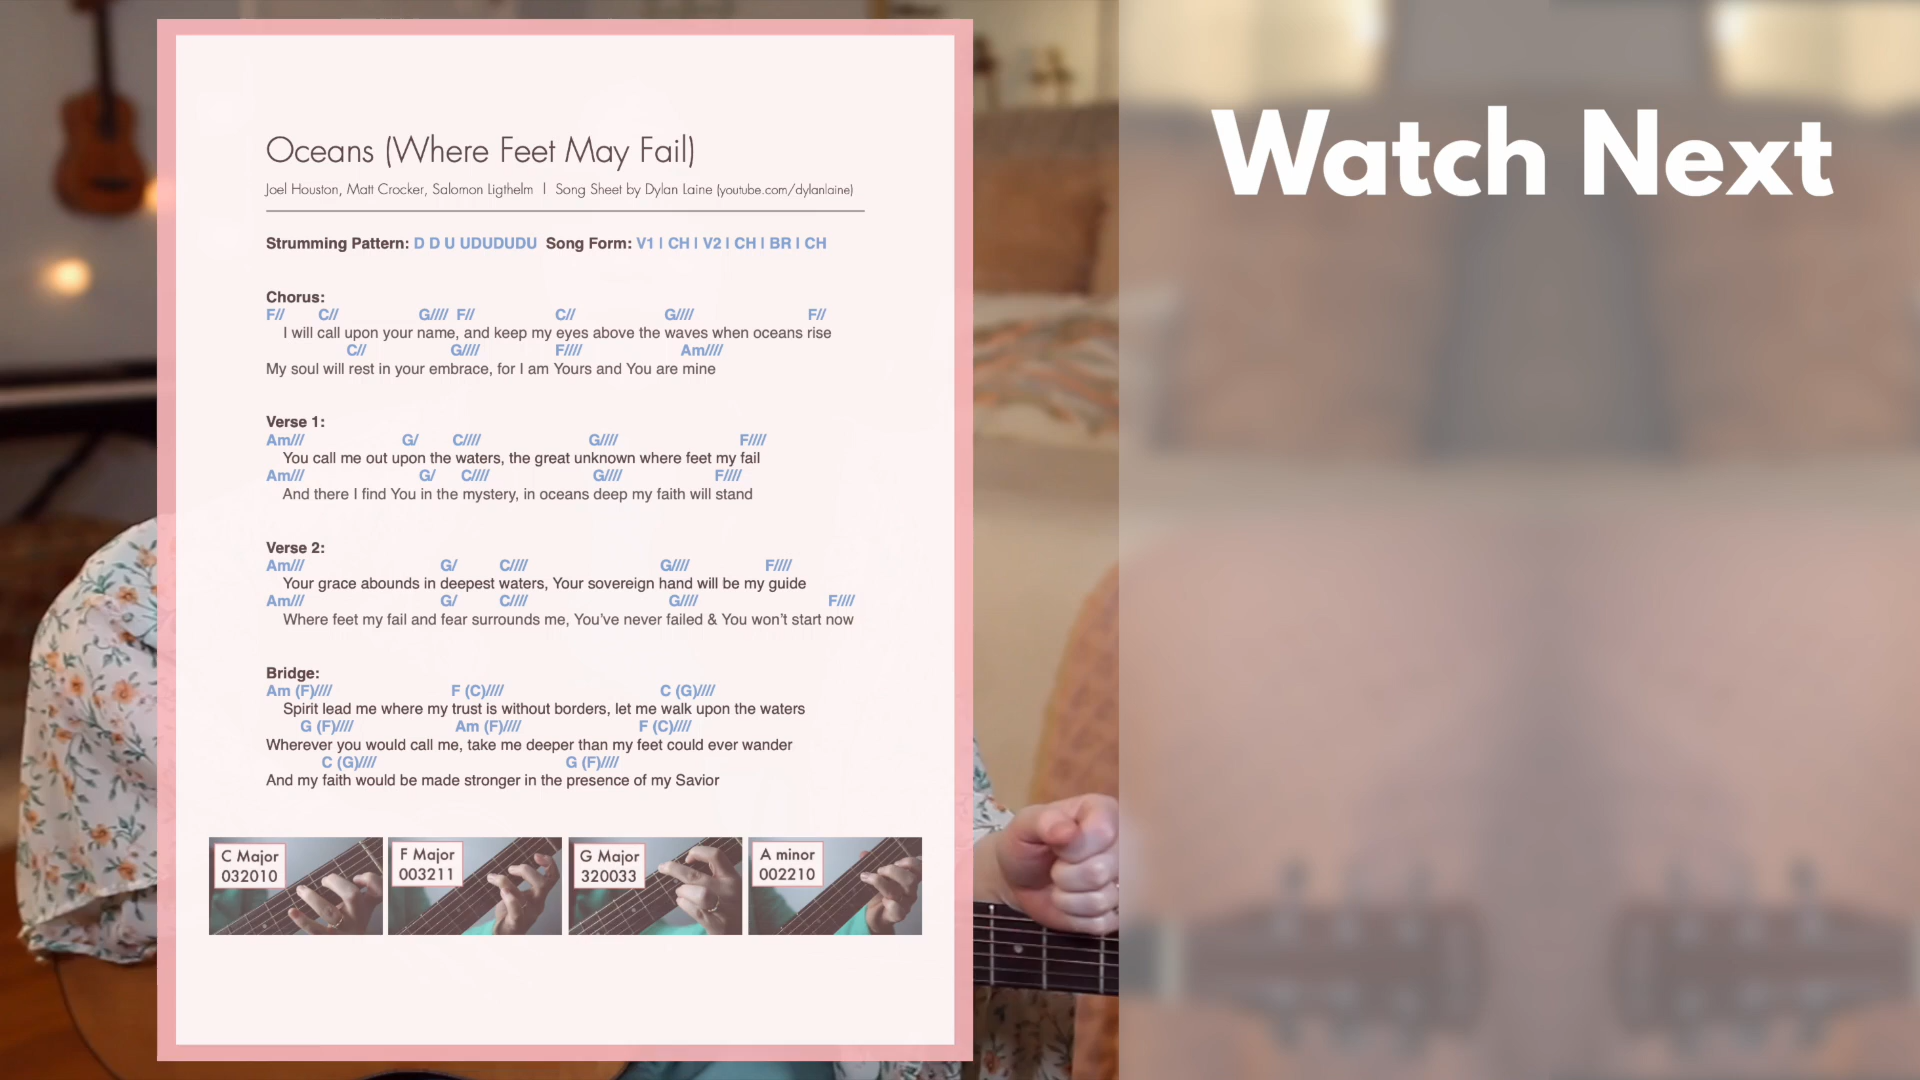 Oceans (Where Feet May Fail)
Joel Houston, Matt Crocker, Salomon Ligthelm | Song Sheet by Dylan Laine (youtube.com/dylanlaine)
Strumming Pattern: D D U UDUDUDU Song Form: V1 | CH | V2 | CH | BR | CH
Chorus:
F// C// G//// F// C// G//// F//
I will call upon your name, and keep my eyes above the waves when oceans rise
C// G//// F//// Am////
My soul will rest in your embrace, for I am Yours and You are mine
Verse 1:
Am/// G/ C//// G//// F////
You call me out upon the waters, the great unknown where feet my fail
Am/// G/ C//// G//// F////
And there I find You in the mystery, in oceans deep my faith will stand
Verse 2:
Am/// G/ C//// G//// F////
Your grace abounds in deepest waters, Your sovereign hand will be my guide
Am/// G/ C//// G//// F////
Where feet my fail and fear surrounds me, You've never failed & You won't start now
Bridge:
Am (F)//// F (C)//// C (G)////
Spirit lead me where my trust is without borders, let me walk upon the waters
G (F)//// Am (F)//// F (C)////
Wherever you would call me, take me deeper than my feet could ever wander
C (G)//// G (F)////
And my faith would be made stronger in the presence of my Savior
C Major
032010
F Major
003211
G Major
320033
A minor
002210
Watch Next